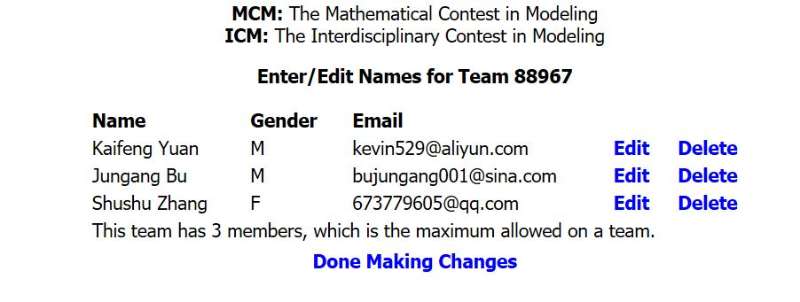 MCM: The Mathematical Contest in Modeling
ICM: The Interdisciplinary Contest in Modeling
Enter/Edit Names for Team 88967
Name Gender Email
Kaifeng Yuan M kevin529@aliyun.com Edit Delete
Jungang Bu M bujungang001@sina.com Edit Delete
Shushu Zhang F 673779605@qq.com Edit Delete
This team has 3 members, which is the maximum allowed on a team.
Done Making Changes